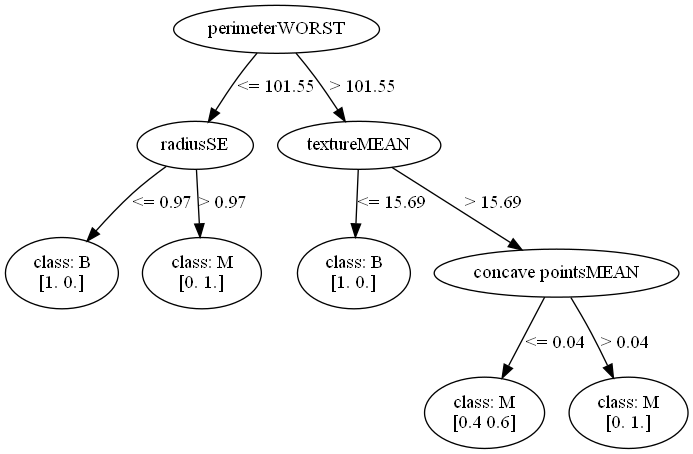 perimeterWORST
<= 101.55
> 101.55
radiusSE
textureMEAN
<= 0.97
> 0.97
<= 15.69
> 15.69
class: B
[1. 0.]
class: M
[0. 1.]
class: B
[1. 0.]
concave pointsMEAN
<= 0.04
> 0.04
class: M
[0.4 0.6]
class: M
[0. 1.]